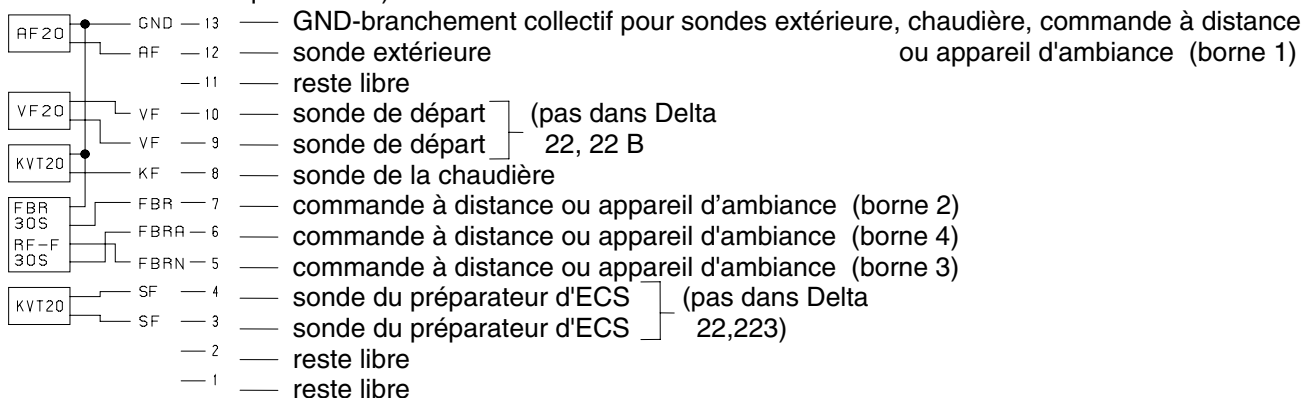 GND — 13 — GND-branchement collectif pour sondes extérieure, chaudière, commande à distance
AF20
AF — 12 — sonde extérieure ou appareil d'ambiance (borne 1)
— 11 — reste libre
VF20 VF — 10 — sonde de départ (pas dans Delta
VF — 9 — sonde de départ 22, 22 B
KVT20 KF — 8 — sonde de la chaudière
FBR FBR — 7 — commande à distance ou appareil d’ambiance (borne 2)
30S FBRA — 6 — commande à distance ou appareil d'ambiance (borne 4)
RF-F
30S FBRN — 5 — commande à distance ou appareil d'ambiance (borne 3)
KVT20 SF — 4 — sonde du préparateur d'ECS (pas dans Delta
SF — 3 — sonde du préparateur d'ECS 22,223)
— 2 — reste libre
— 1 — reste libre